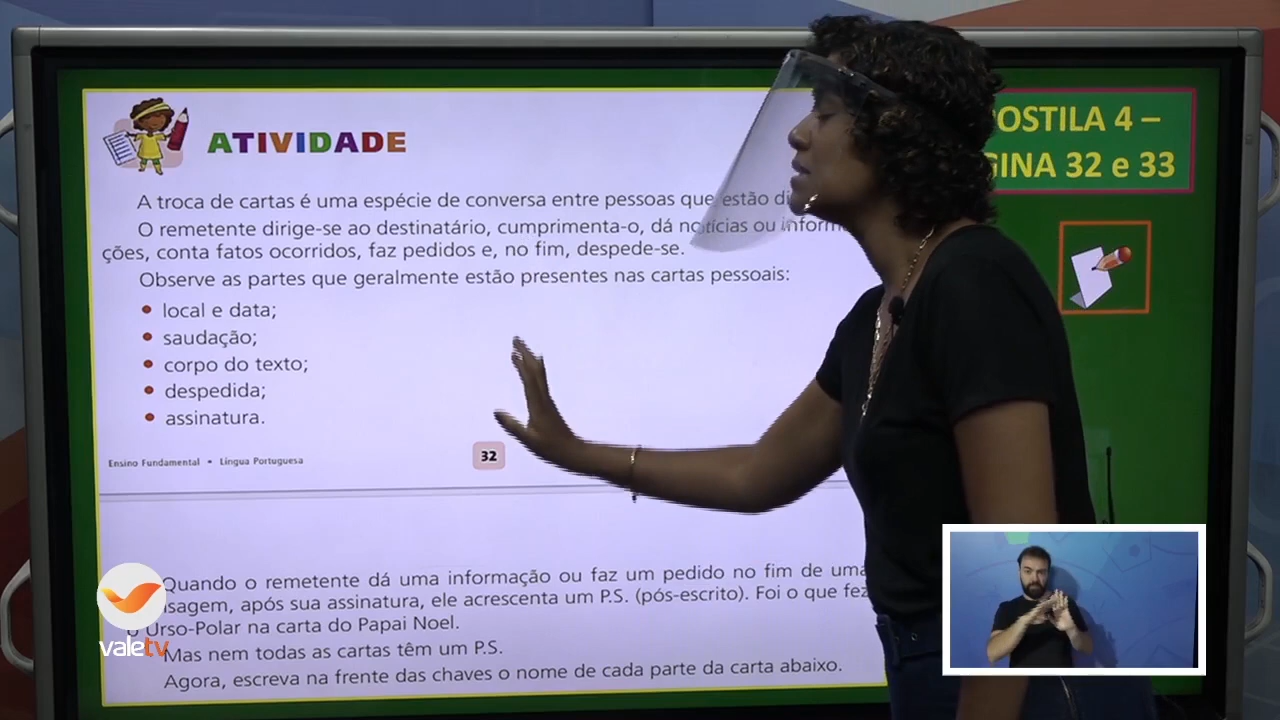 ATIVIDADE
OSTILA 4 –
GINA 32 e 33
A troca de cartas é uma espécie de conversa entre pessoas que estão di
O remetente dirige-se ao destinatário, cumprimenta-o, dá notícias ou inform
ções, conta fatos ocorridos, faz pedidos e, no fim, despede-se.
Observe as partes que geralmente estão presentes nas cartas pessoais:
• local e data;
• saudação;
• corpo do texto;
• despedida;
• assinatura.
Ensino Fundamental • Língua Portuguesa
32
Quando o remetente dá uma informação ou faz um pedido no fim de uma
sagem, após sua assinatura, ele acrescenta um P.S. (pós-escrito). Foi o que fez
o Urso-Polar na carta do Papai Noel.
Mas nem todas as cartas têm um P.S.
Agora, escreva na frente das chaves o nome de cada parte da carta abaixo.
valetv